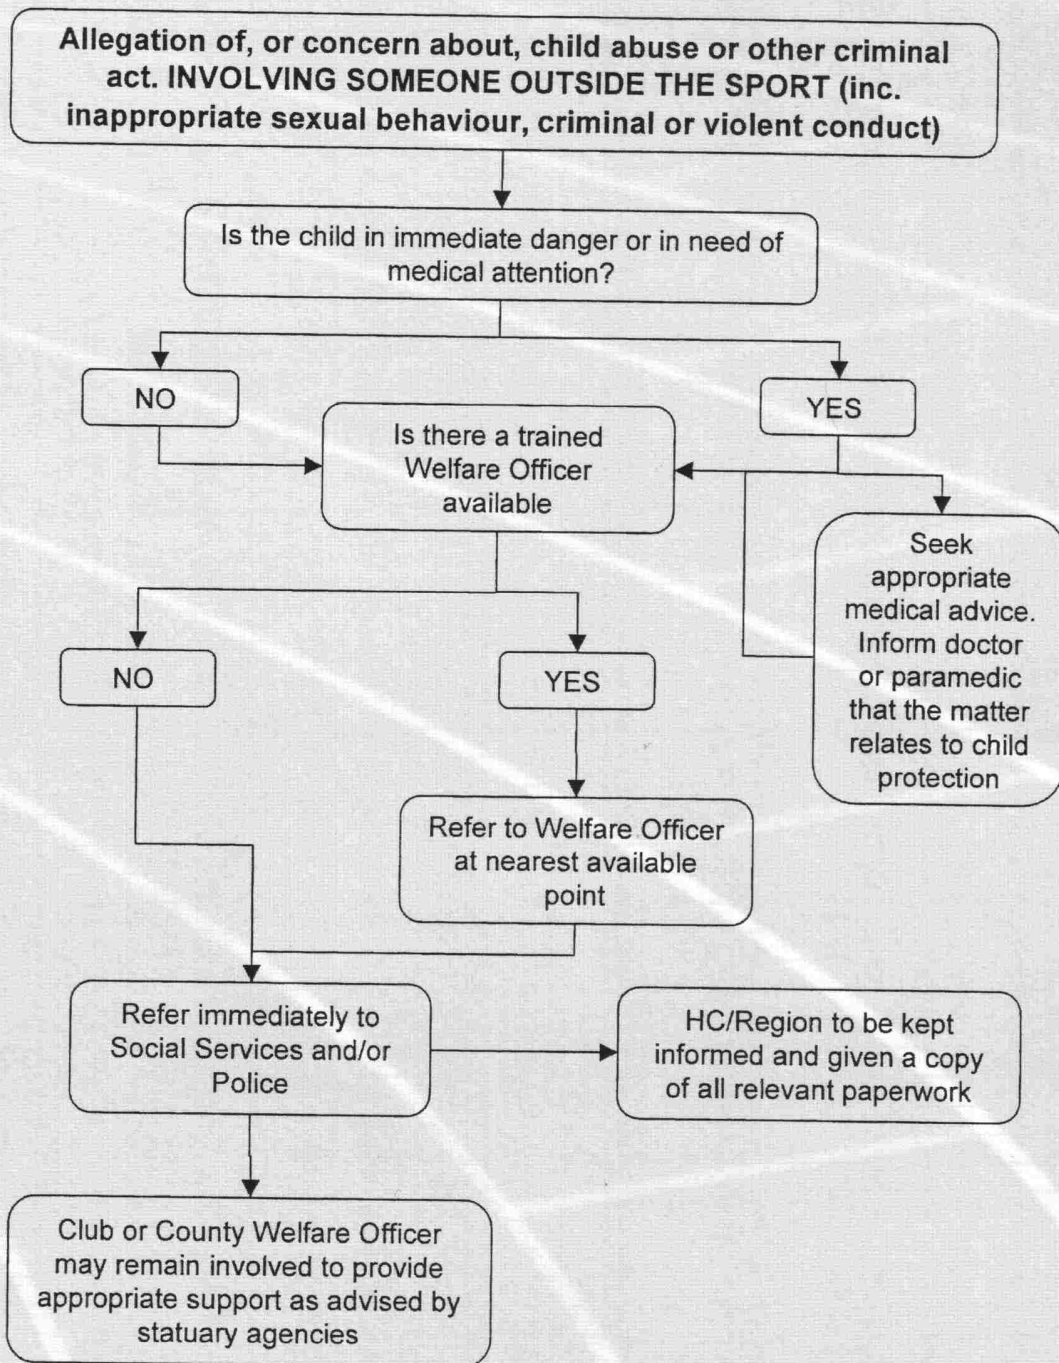 Allegation of, or concern about, child abuse or other criminal
act. INVOLVING SOMEONE OUTSIDE THE SPORT (inc.
inappropriate sexual behaviour, criminal or violent conduct)
Is the child in immediate danger or in need of
medical attention?
NO
YES
Is there a trained
Welfare Officer
available
Seek
appropriate
medical advice.
Inform doctor
or paramedic
that the matter
relates to child
protection
NO
YES
Refer to Welfare Officer
at nearest available
point
Refer immediately to
Social Services and/or
Police
HC/Region to be kept
informed and given a copy
of all relevant paperwork
Club or County Welfare Officer
may remain involved to provide
appropriate support as advised by
statuary agencies